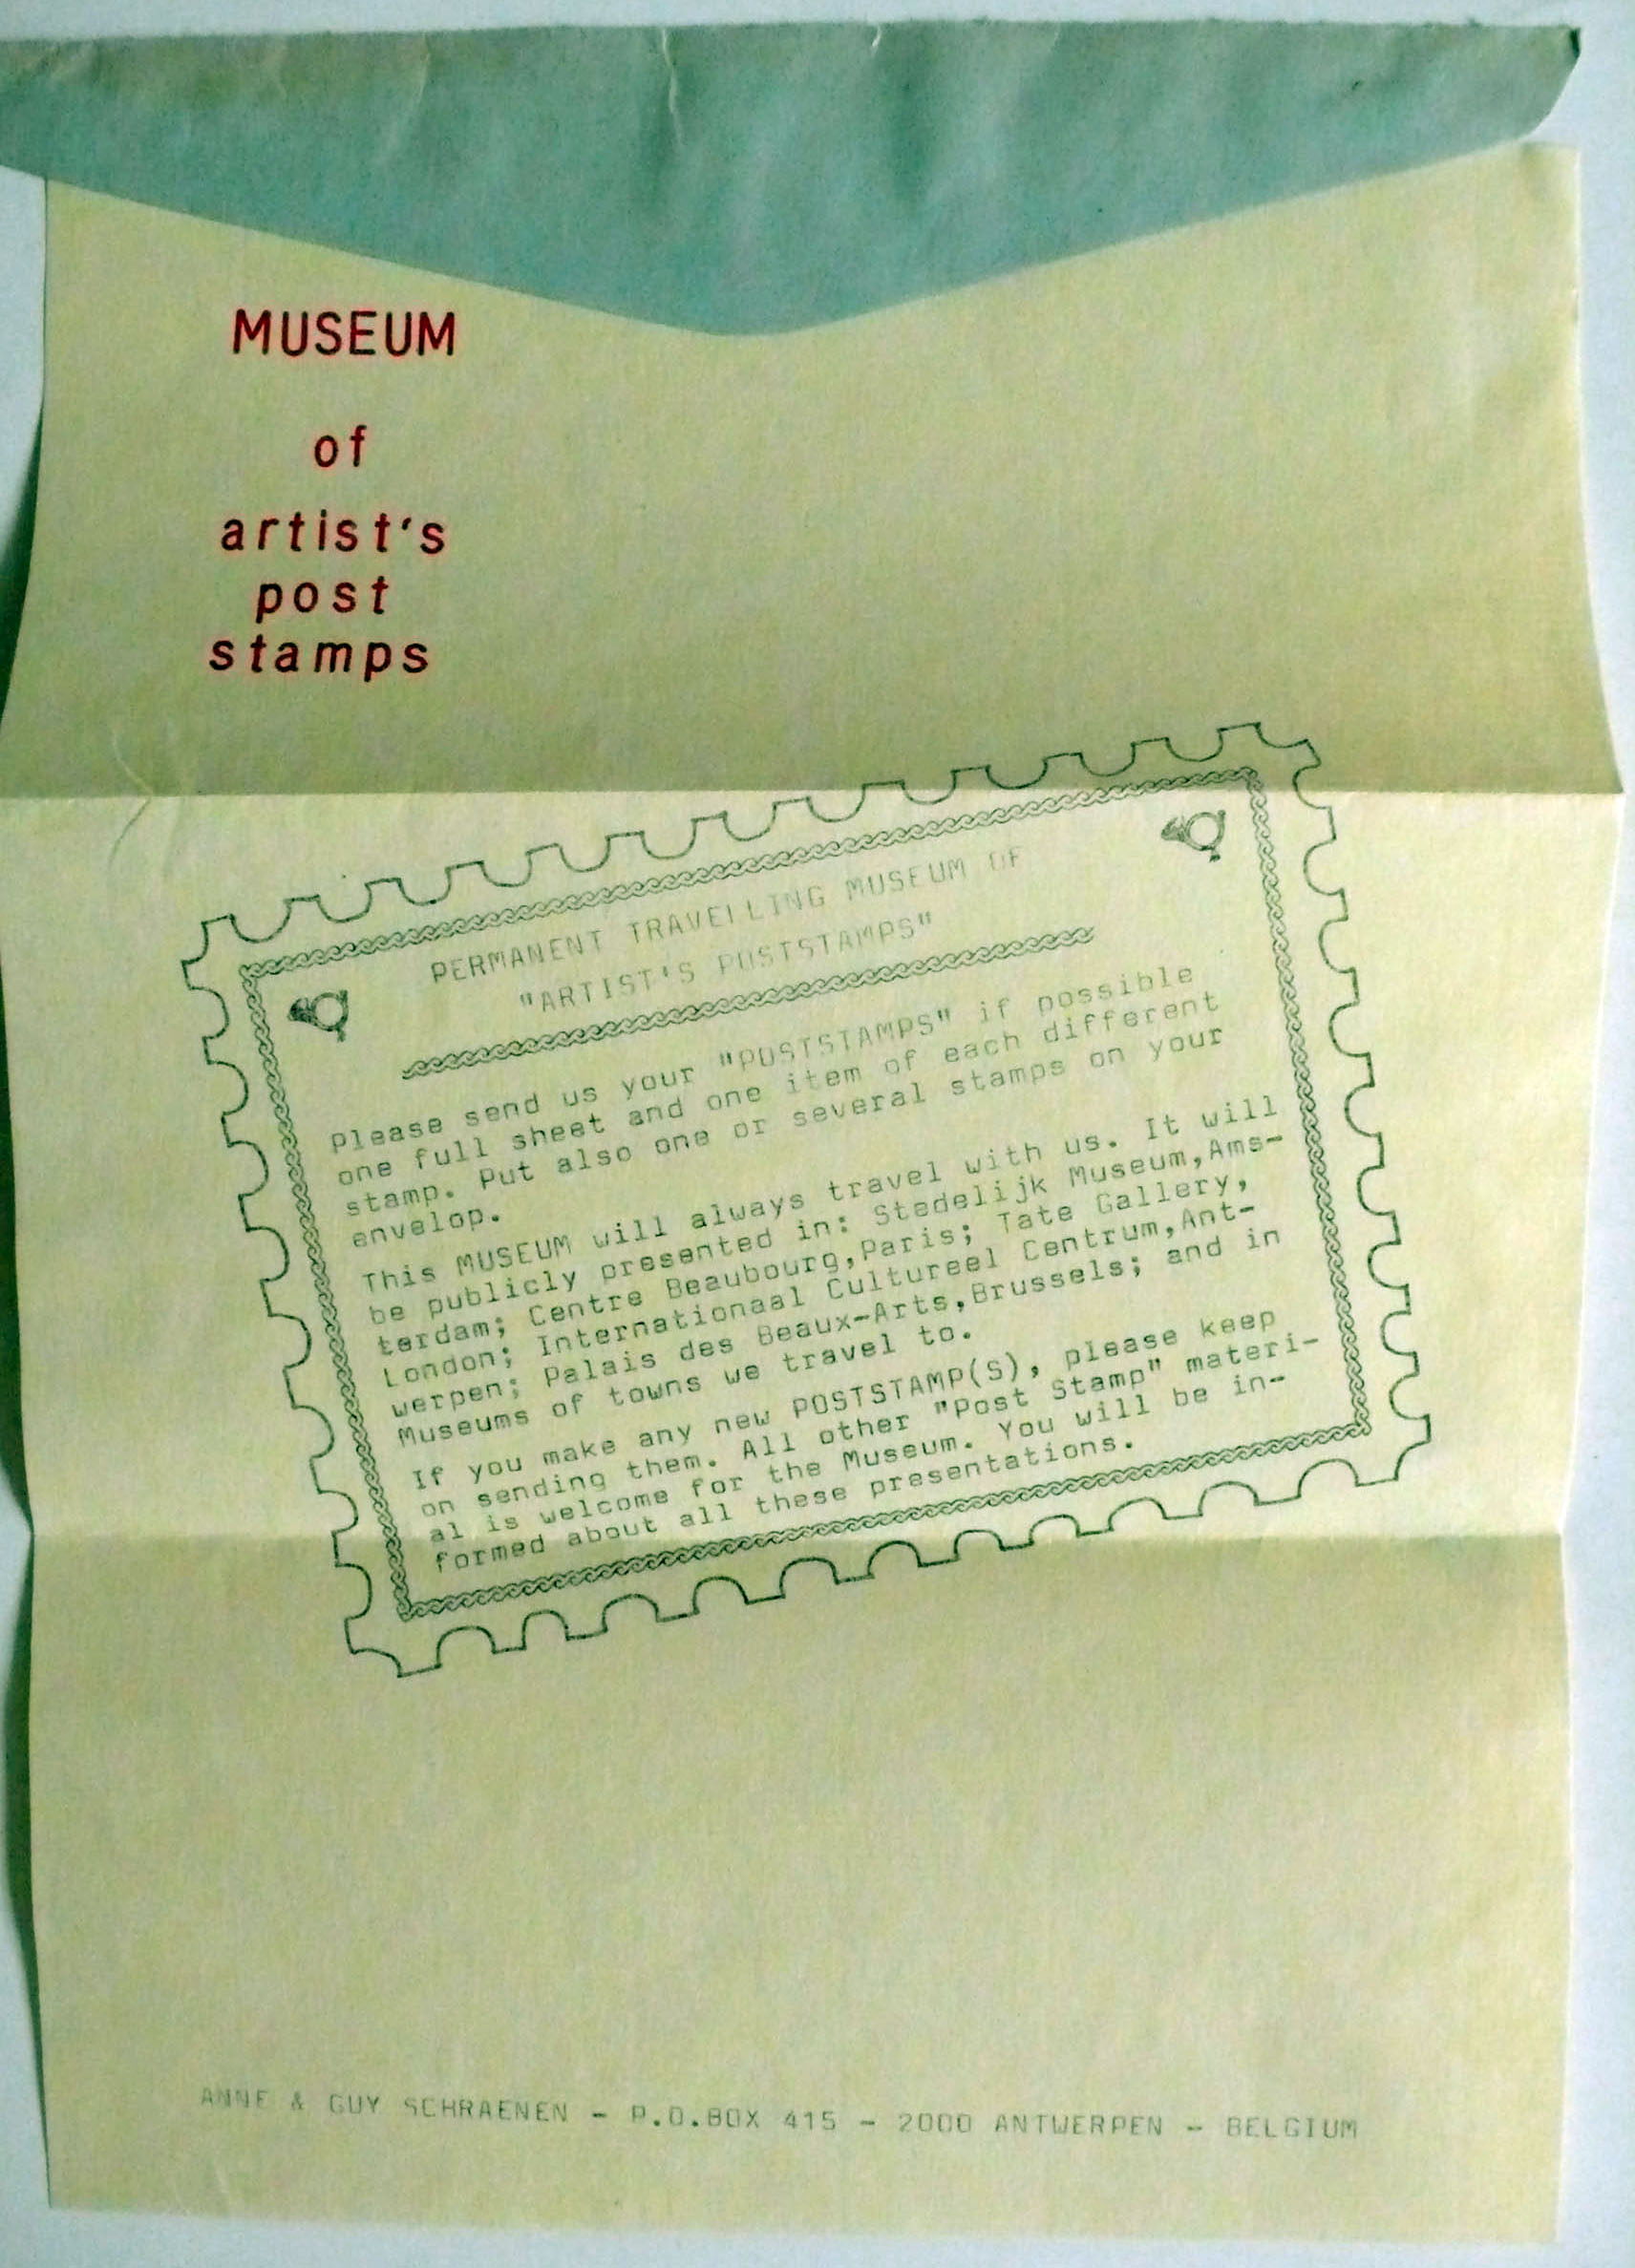 MUSEUM
of
artist's
post
stamps
PERMANENT TRAVELLING MUSEUM OF
"ARTIST'S POSTSTAMPS"
Please send us your "POSTSTAMPS" if possible
one full sheet and one item of each different
stamp. Put also one or several stamps on your
envelop.
This MUSEUM will always travel with us. It will
be publicly presented in: Stedelijk Museum,Ams-
terdam; Centre Beaubourg,Paris; Tate Gallery,
London; Internationaal Cultureel Centrum,Ant-
werpen; Palais des Beaux-Arts,Brussels; and in
Museums of towns we travel to.
If you make any new POSTSTAMP(S), please keep
on sending them. All other "Post Stamp" materi-
al is welcome for the Museum. You will be in-
formed about all these presentations.
ANNE & GUY SCHRAENEN - P.O.BOX 415 - 2000 ANTWERPEN - BELGIUM